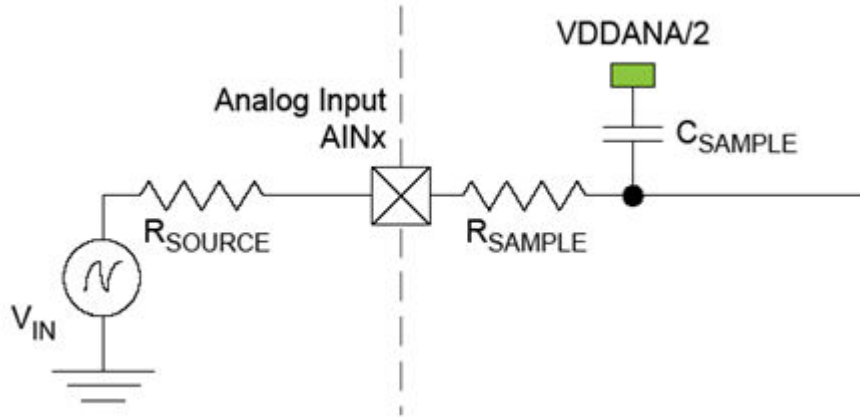 VDDANA/2
Analog Input
AINx
CSAMPLE
RSOURCE
RSAMPLE
VIN